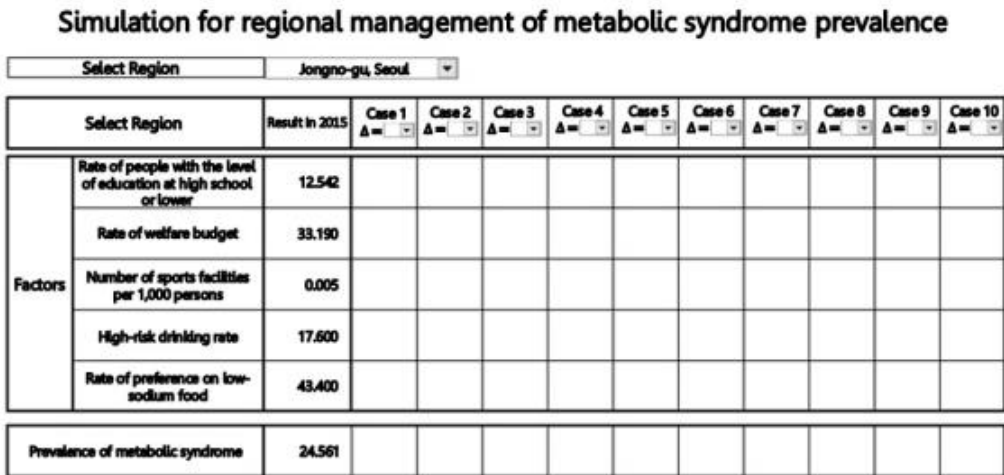 Simulation for regional management of metabolic syndrome prevalence
Select Region Jongno-gu, Seoul
Select Region Result in 2015 Case 1 Case 2 Case 3 Case 4 Case 5 Case 6 Case 7 Case 8 Case 9 Case 10
Δ= Δ= Δ= Δ= Δ= Δ= Δ= Δ= Δ= Δ=
Factors
Rate of people with the level
of education at high school
or lower
12.542
Rate of welfare budget 33.190
Number of sports facilities
per 1,000 persons
0.005
High-risk drinking rate 17.600
Rate of preference on low-
sodium food
43.400
Prevalence of metabolic syndrome 24.561